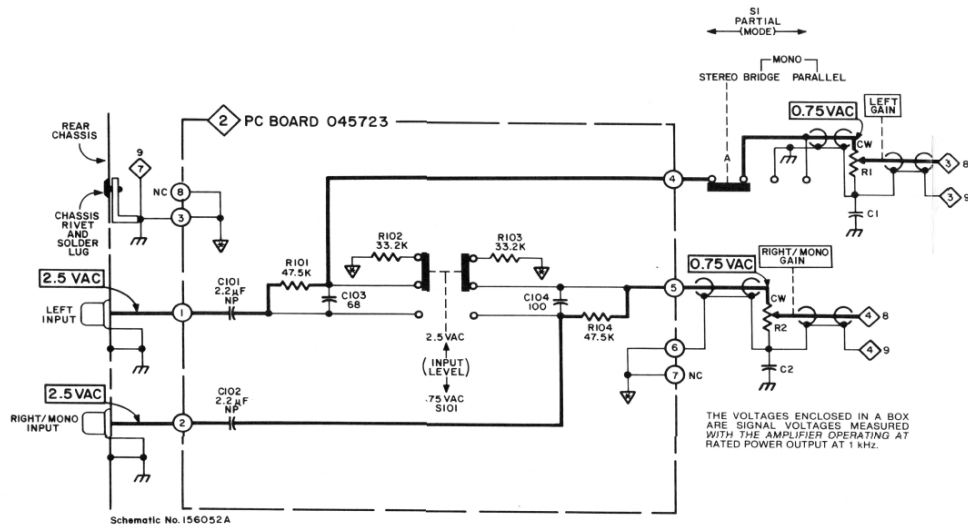 S1
PARTIAL
(MODE)
MONO
STEREO BRIDGE PARALLEL
0.75 VAC
LEFT
GAIN
CW
A
R1
3 8
3 9
C1
2 PC BOARD 045723
REAR
CHASSIS
9
7
NC 8
3
CHASSIS
RIVET
AND
SOLDER
LUG
4
R102
33.2K
R103
33.2K
R101
47.5K
RIGHT/MONO
GAIN
0.75 VAC
2.5 VAC
C101
2.2μF
NP
C103
68
C104
100
5
CW
LEFT
INPUT
1
R104
47.5K
R2
4 8
2.5 VAC
(INPUT
LEVEL)
.75 VAC
S101
6
7 NC
4 9
C2
2.5 VAC
C102
2.2μF
NP
RIGHT/MONO
INPUT
2
THE VOLTAGES ENCLOSED IN A BOX
ARE SIGNAL VOLTAGES MEASURED
WITH THE AMPLIFIER OPERATING AT
RATED POWER OUTPUT AT 1 kHz.
Schematic No. 156052A